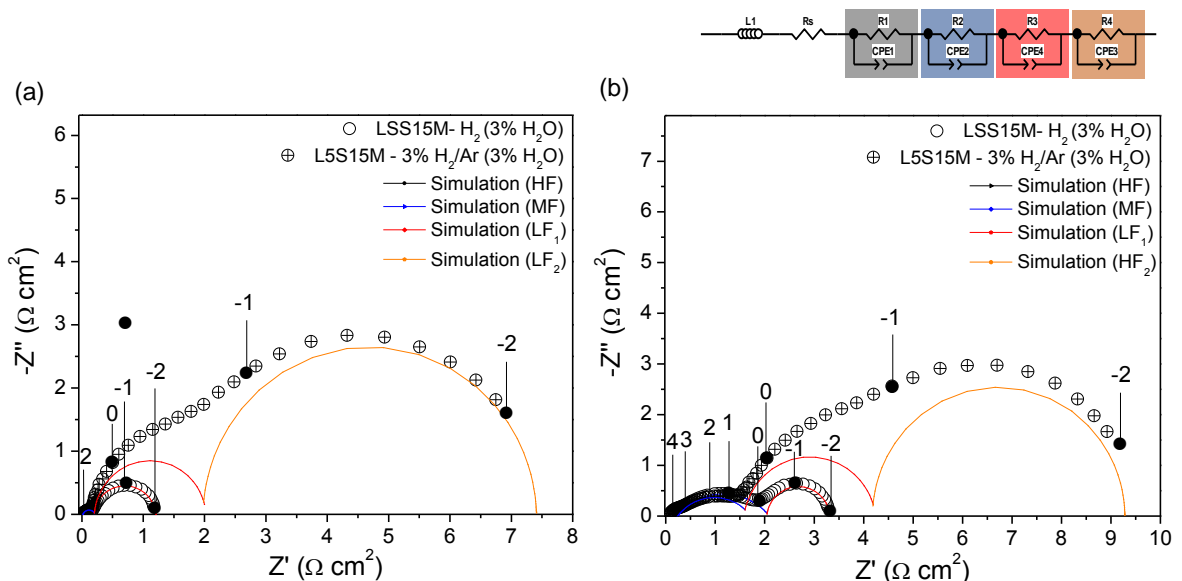 L1 Rs R1 R2 R3 R4
CPE1 CPE2 CPE4 CPE3
(a)
LSS15M- H2 (3% H2O)
L5S15M - 3% H2/Ar (3% H2O)
Simulation (HF)
Simulation (MF)
Simulation (LF1)
Simulation (LF2)
-Z'' (Ω cm2)
6
5
4
3
2
1
0
-1
-2
-2
-1
0
2
0 1 2 3 4 5 6 7 8
Z' (Ω cm2)
(b)
LSS15M- H2 (3% H2O)
L5S15M - 3% H2/Ar (3% H2O)
Simulation (HF)
Simulation (MF)
Simulation (LF1)
Simulation (HF2)
-Z'' (Ω cm2)
7
6
5
4
3
2
1
0
-1
-2
0
4 3 2 1 0 -1 -2
0 1 2 3 4 5 6 7 8 9 10
Z' (Ω cm2)